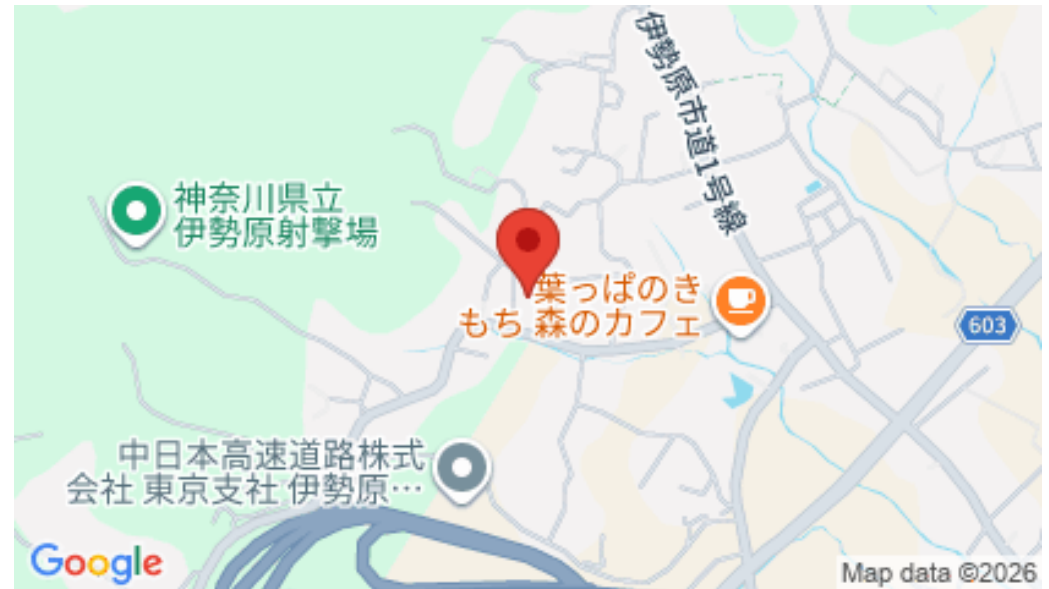 伊勢原市道1号線
神奈川県立
伊勢原射撃場
葉っぱのき
もち 森のカフェ
603
中日本高速道路株式
会社 東京支社 伊勢原…
Google
Map data ©2026